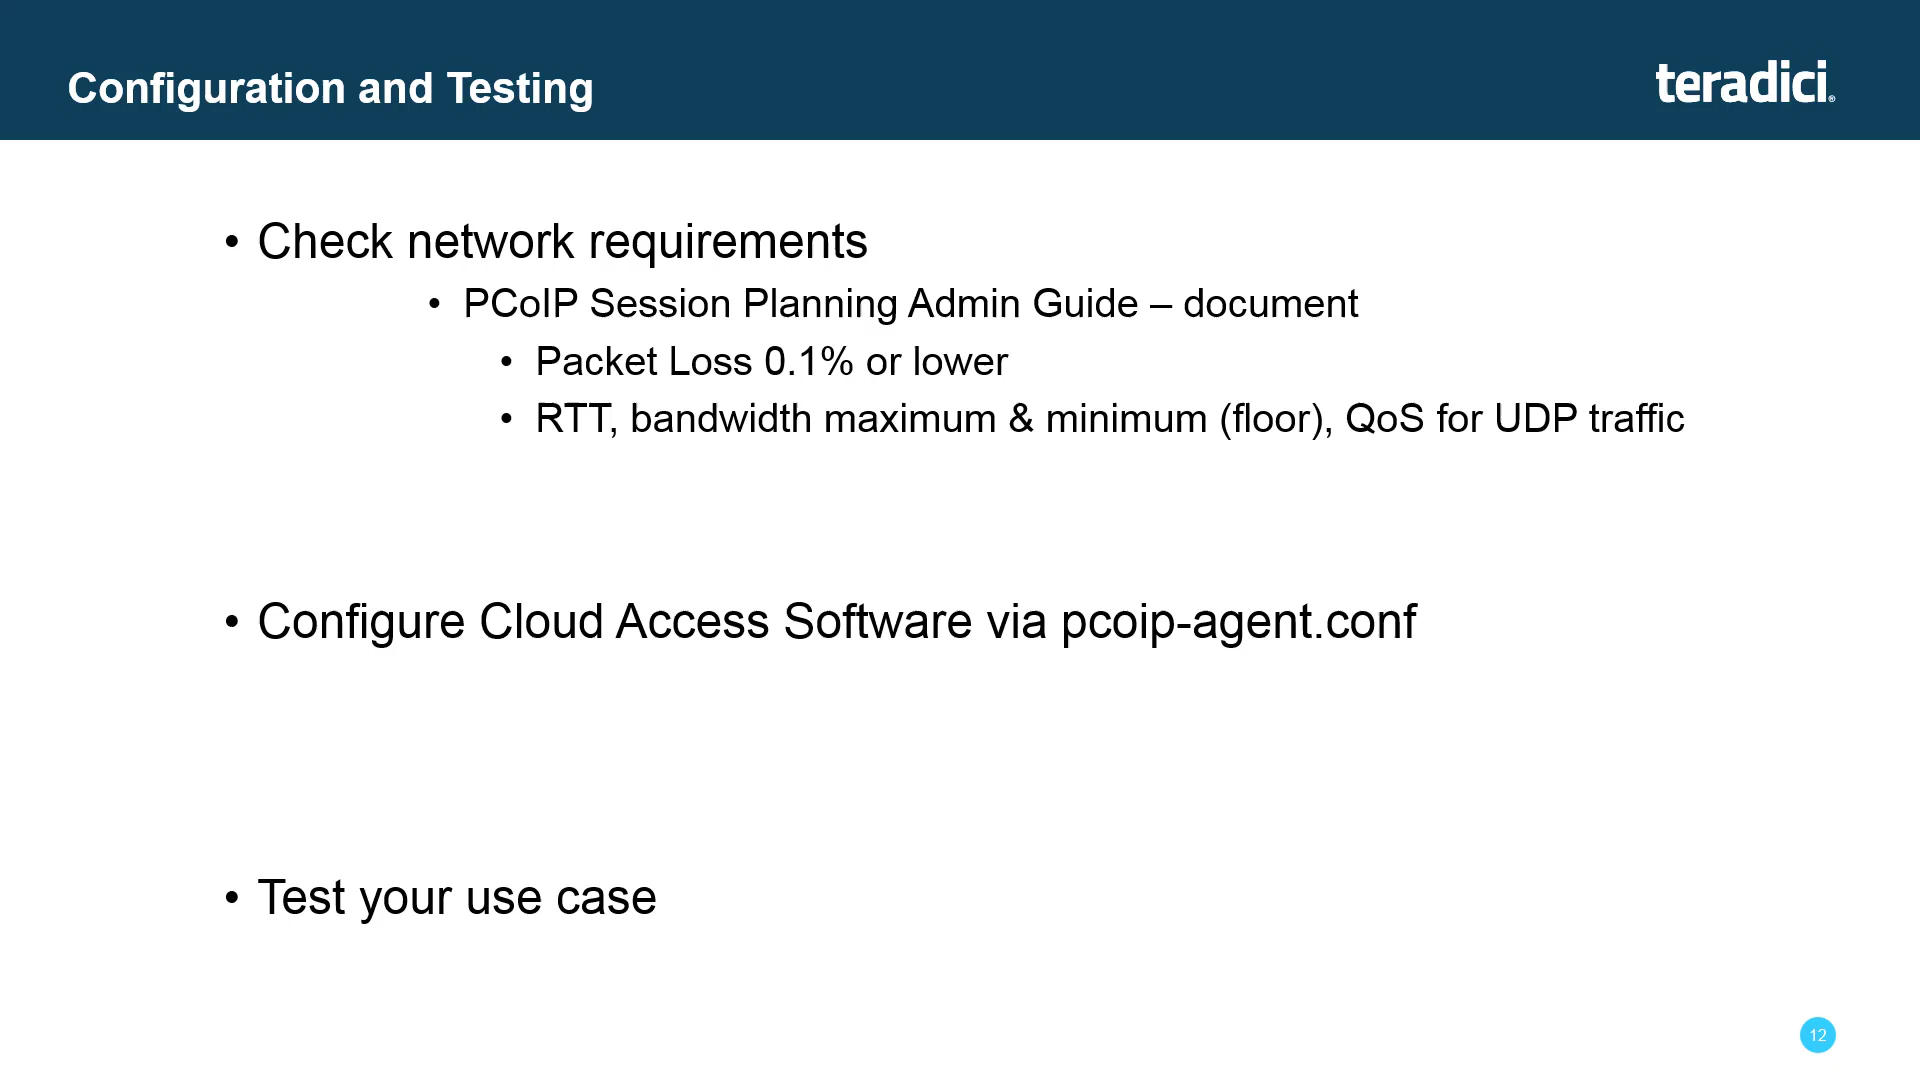 Configuration and Testing
teradici®
• Check network requirements
• PCoIP Session Planning Admin Guide – document
• Packet Loss 0.1% or lower
• RTT, bandwidth maximum & minimum (floor), QoS for UDP traffic
• Configure Cloud Access Software via pcoip-agent.conf
• Test your use case
12